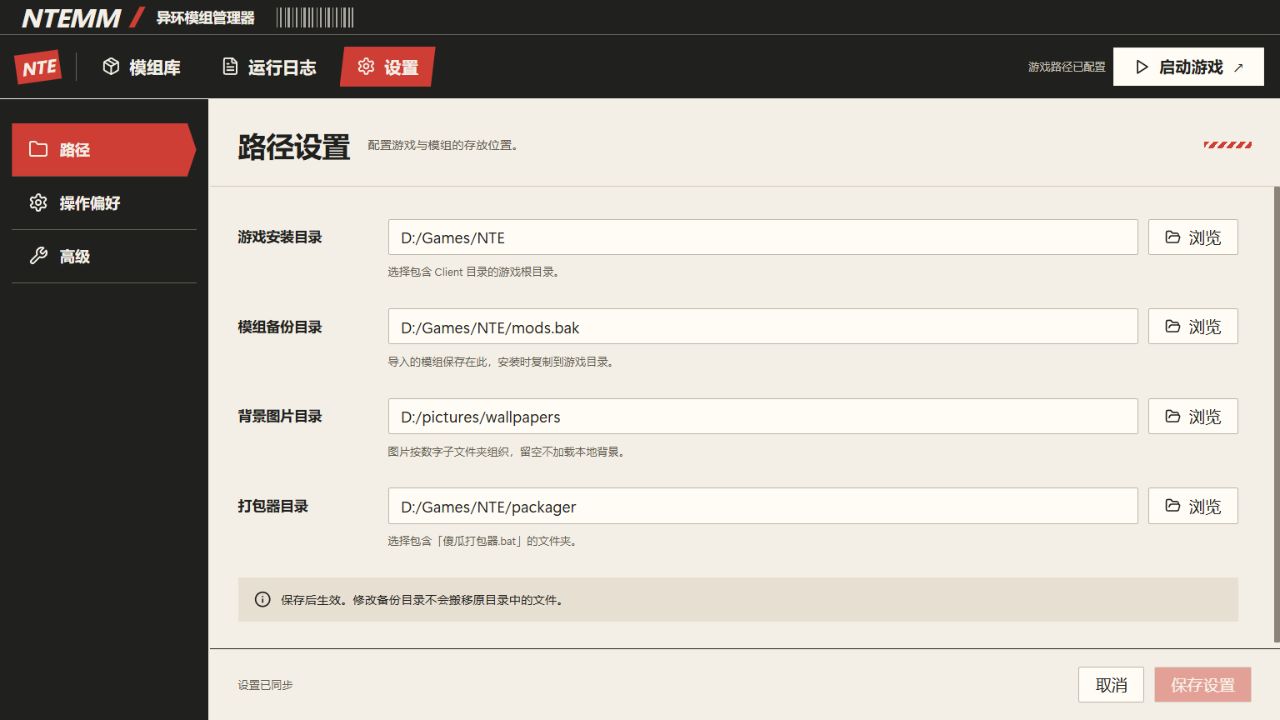 NTEMM 异环模组管理器
NTE 模组库 运行日志 设置 游戏路径已配置 启动游戏 ↗
路径
操作偏好
高级
路径设置 配置游戏与模组的存放位置。
游戏安装目录 D:/Games/NTE 浏览
选择包含 Client 目录的游戏根目录。
模组备份目录 D:/Games/NTE/mods.bak 浏览
导入的模组保存在此，安装时复制到游戏目录。
背景图片目录 D:/pictures/wallpapers 浏览
图片按数字子文件夹组织，留空不加载本地背景。
打包器目录 D:/Games/NTE/packager 浏览
选择包含「傻瓜打包器.bat」的文件夹。
保存后生效。修改备份目录不会搬移原目录中的文件。
设置已同步 取消 保存设置